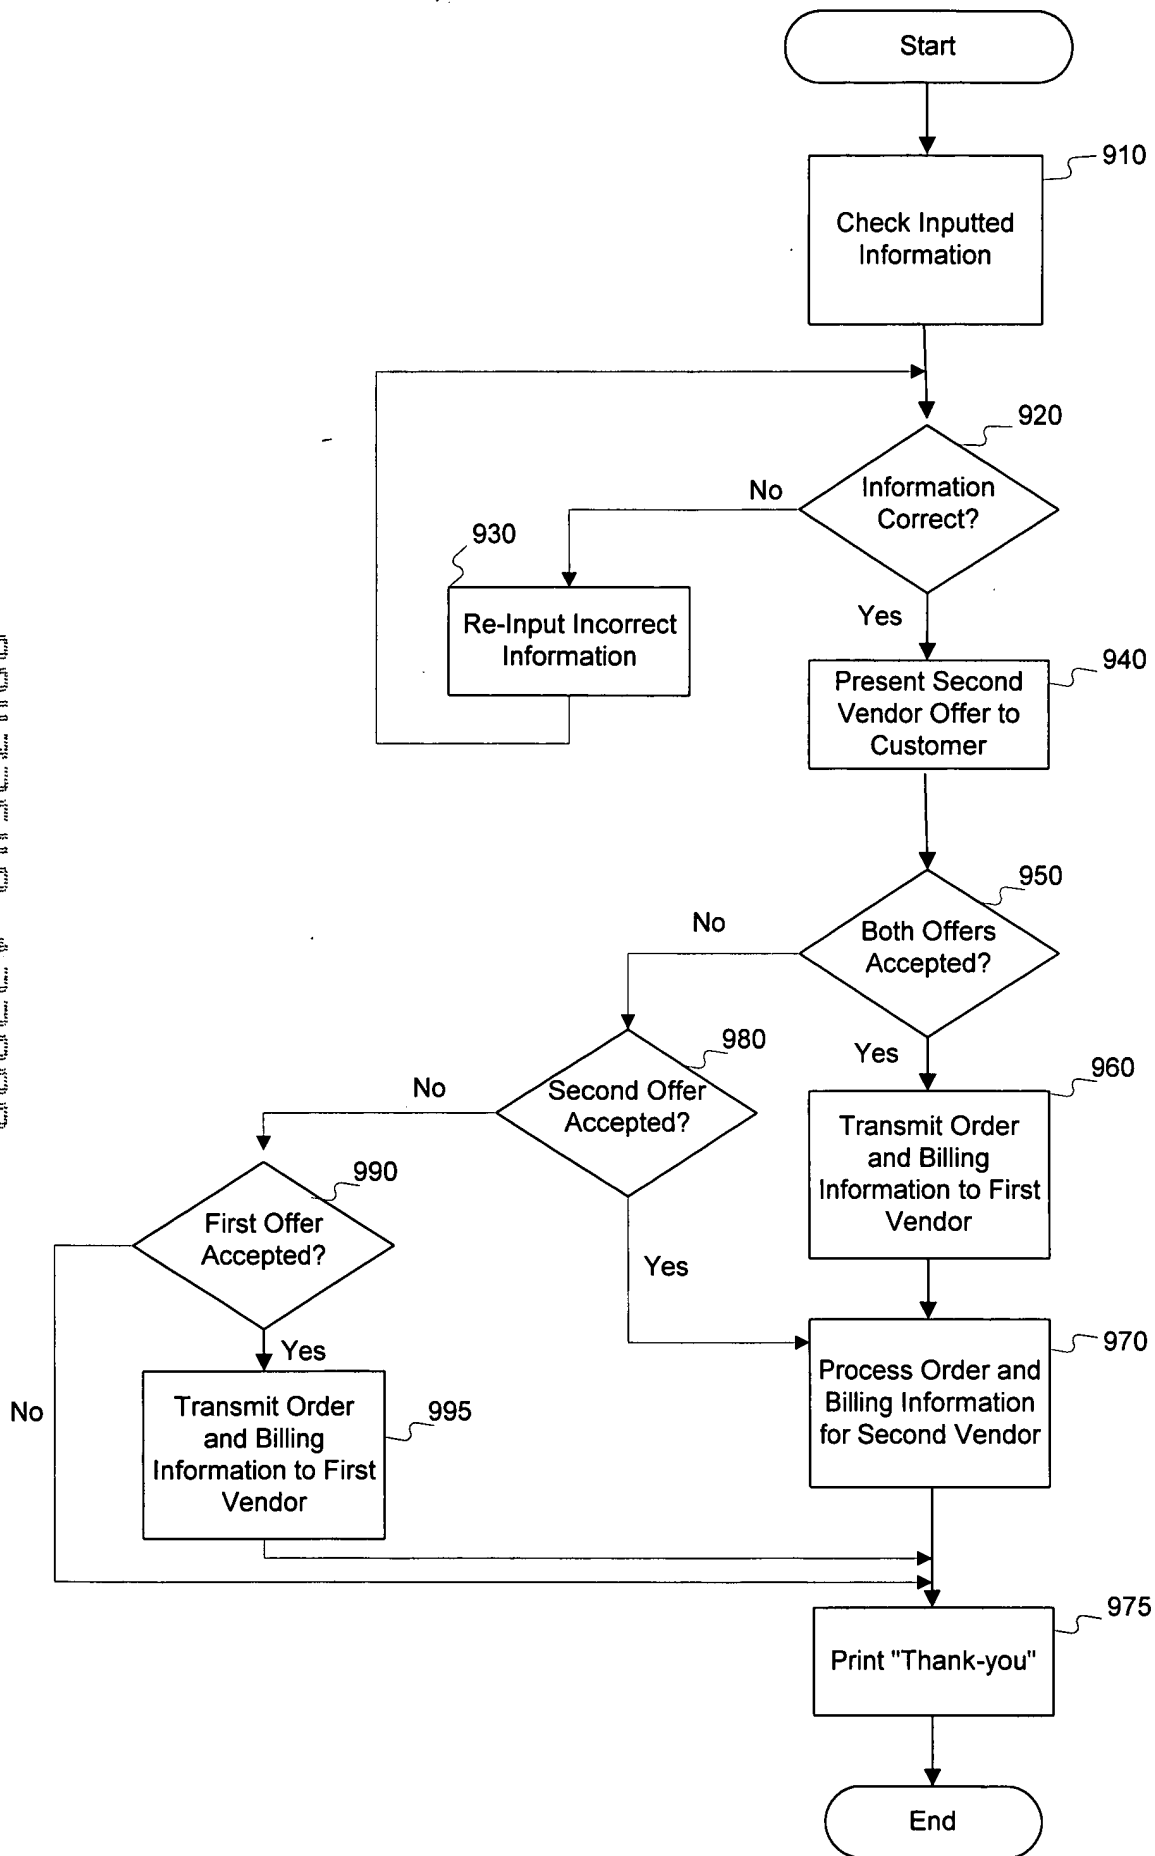 Start
910
Check Inputted
Information
920
Information
Correct?
No
930
Re-Input Incorrect
Information
Yes
940
Present Second
Vendor Offer to
Customer
950
Both Offers
Accepted?
No
Yes
980
Second Offer
Accepted?
No
960
Transmit Order
and Billing
Information to First
Vendor
990
First Offer
Accepted?
Yes
970
Process Order and
Billing Information
for Second Vendor
Yes
No
995
Transmit Order
and Billing
Information to First
Vendor
975
Print "Thank-you"
End